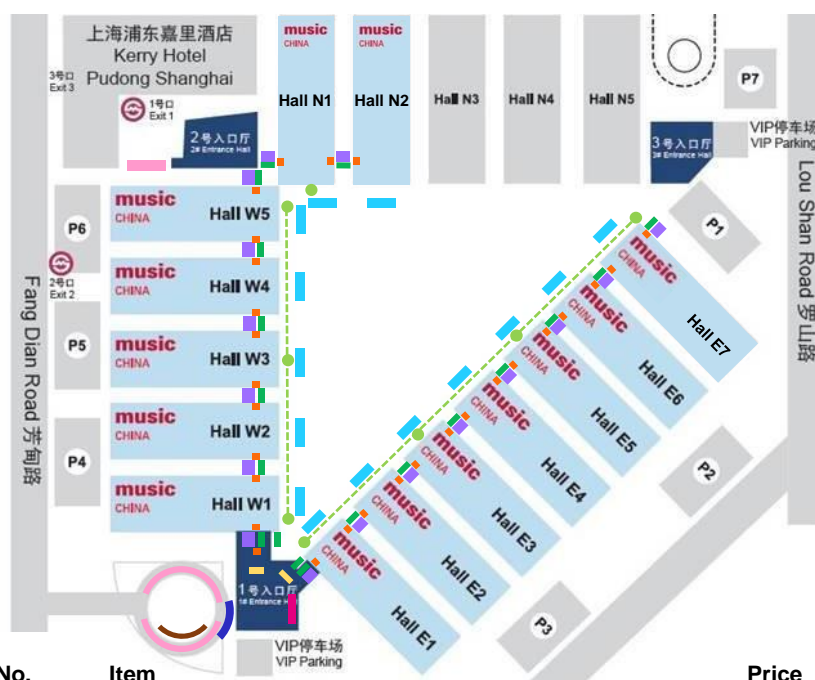 上海浦东嘉里酒店
Kerry Hotel
Pudong Shanghai
3号口
Exit 3
1号口
Exit 1
2号入口厅
2# Entrance Hall
music
CHINA
Hall N1
music
CHINA
Hall N2
Hall N3
Hall N4
Hall N5
P7
VIP停车场
VIP Parking
3号入口厅
3# Entrance Hall
P1
Lou Shan Road 罗山路
P6
2号口
Exit 2
P5
P4
Fang Dian Road 芳甸路
music
CHINA
Hall W5
music
CHINA
Hall W4
music
CHINA
Hall W3
music
CHINA
Hall W2
music
CHINA
Hall W1
music
Hall E7
music
CHINA
Hall E6
music
CHINA
Hall E5
music
CHINA
Hall E4
music
CHINA
Hall E3
music
CHINA
Hall E2
music
CHINA
Hall E1
P2
P3
1号入口厅
1# Entrance Hall
VIP停车场
VIP Parking
No. Item Price